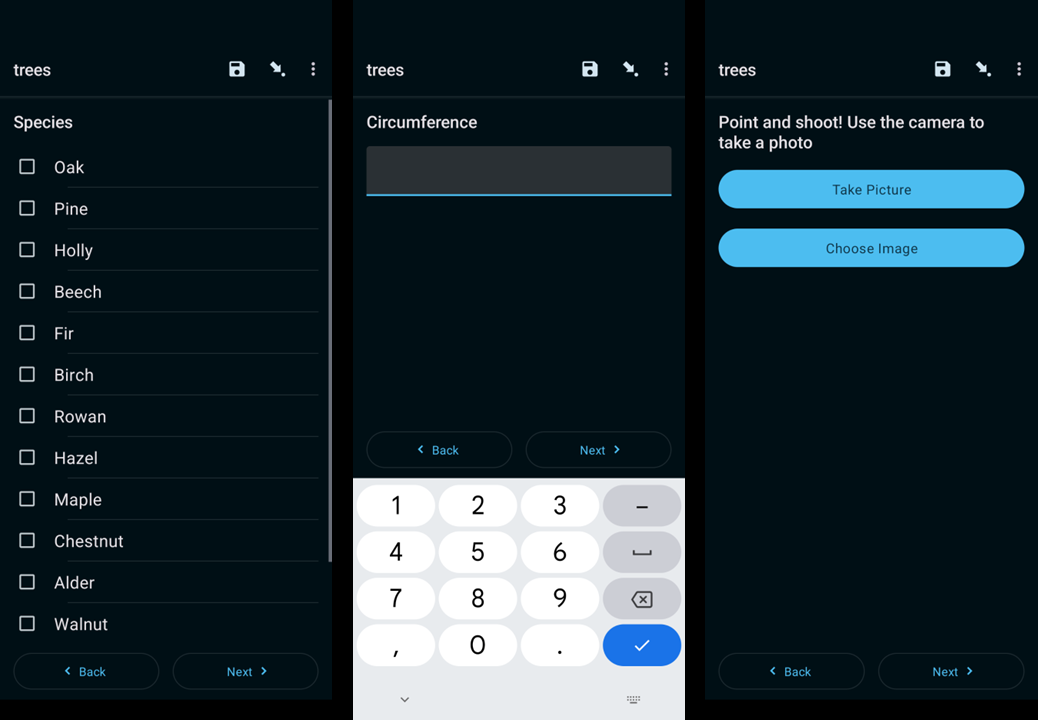 trees
Species
Oak
Pine
Holly
Beech
Fir
Birch
Rowan
Hazel
Maple
Chestnut
Alder
Walnut
Back
Next
trees
Circumference
Back
Next
1 2 3 –
4 5 6
7 8 9
, 0 .
trees
Point and shoot! Use the camera to
take a photo
Take Picture
Choose Image
Back
Next